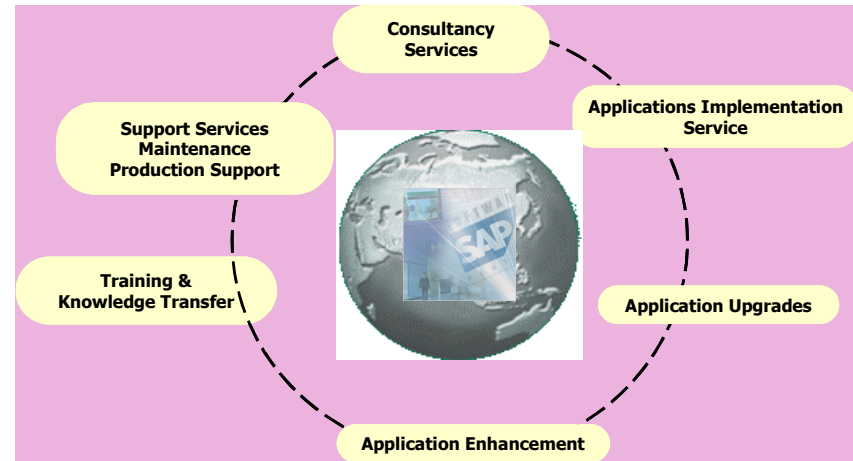 Consultancy
Services
Applications Implementation
Service
Support Services
Maintenance
Production Support
SAP
Training &
Knowledge Transfer
Application Upgrades
Application Enhancement